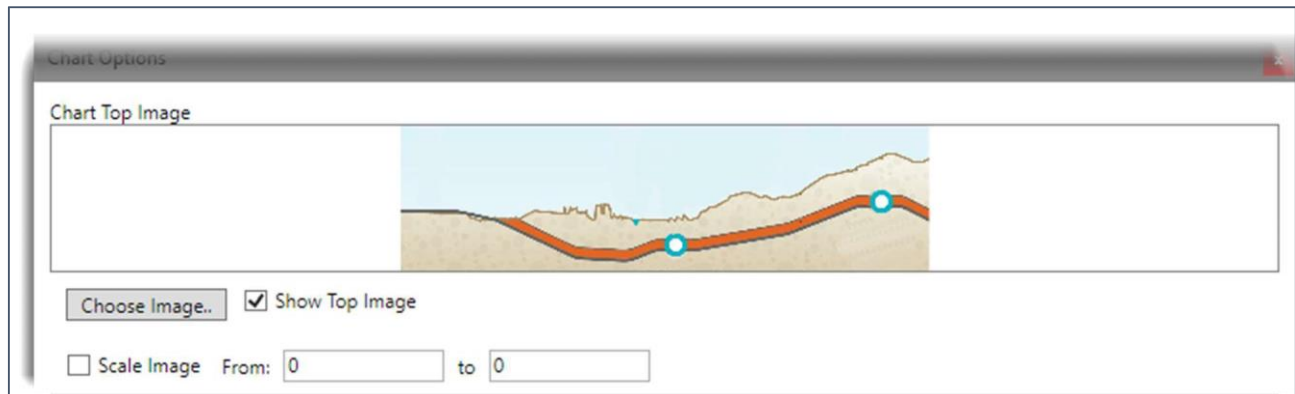 Chart Options
x
Chart Top Image
Choose Image..
Show Top Image
Scale Image From: 0 to 0